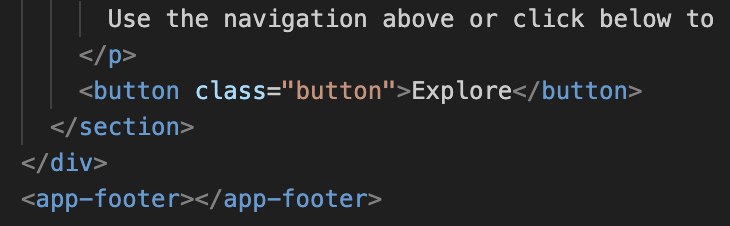 Use the navigation above or click below to
</p>
<button class="button">Explore</button>
</section>
</div>
<app-footer></app-footer>